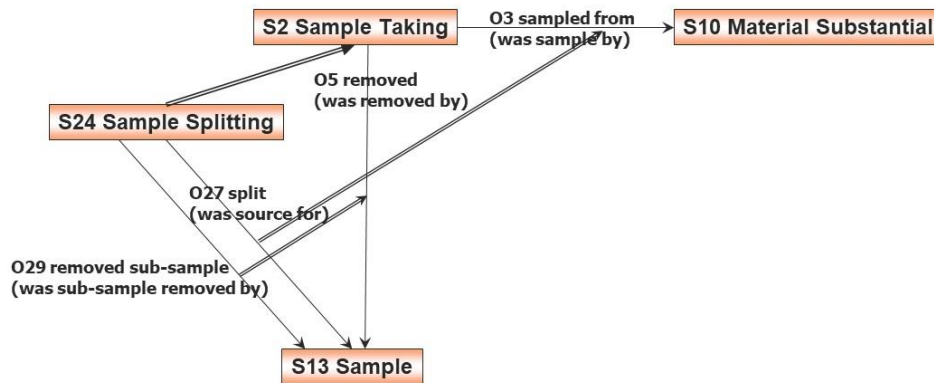 S2 Sample Taking
O3 sampled from
(was sample by)
S10 Material Substantial
O5 removed
(was removed by)
S24 Sample Splitting
O27 split
(was source for)
O29 removed sub-sample
(was sub-sample removed by)
S13 Sample